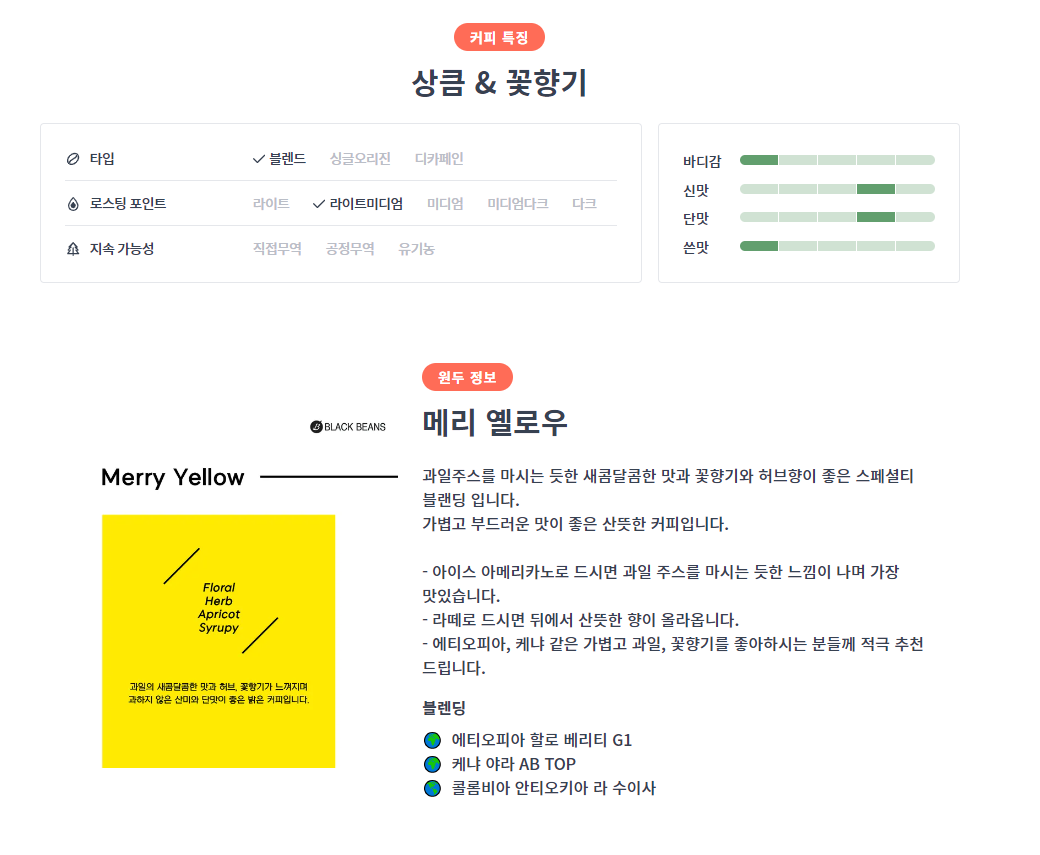 커피 특징
상큼 & 꽃향기
타입 블렌드 싱글오리진 디카페인
로스팅 포인트 라이트 라이트미디엄 미디엄 미디엄다크 다크
지속 가능성 직접무역 공정무역 유기농
바디감
신맛
단맛
쓴맛
원두 정보
메리 옐로우
BLACK BEANS
Merry Yellow
Floral
Herb
Apricot
Syrupy
과일의 새콤달콤한 맛과 허브, 꽃향기가 느껴지며
과하지 않은 산미와 단맛이 좋은 밝은 커피입니다.
과일주스를 마시는 듯한 새콤달콤한 맛과 꽃향기와 허브향이 좋은 스페셜티
블랜딩 입니다.
가볍고 부드러운 맛이 좋은 산뜻한 커피입니다.
- 아이스 아메리카노로 드시면 과일 주스를 마시는 듯한 느낌이 나며 가장
맛있습니다.
- 라떼로 드시면 뒤에서 산뜻한 향이 올라옵니다.
- 에티오피아, 케냐 같은 가볍고 과일, 꽃향기를 좋아하시는 분들께 적극 추천
드립니다.
블렌딩
에티오피아 할로 베리티 G1
케냐 야라 AB TOP
콜롬비아 안티오키아 라 수이사